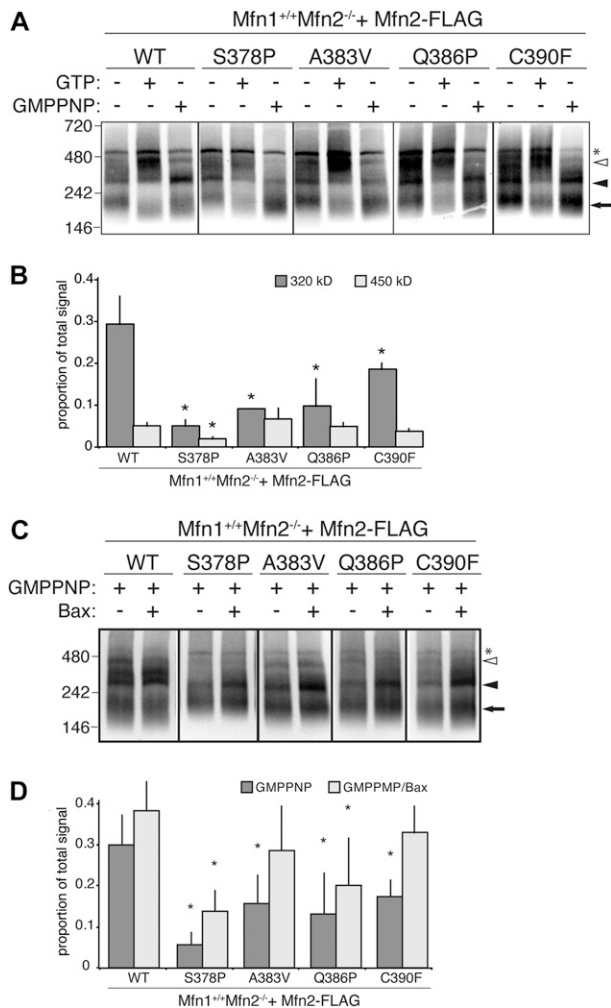 A
Mfn1+/+Mfn2-/-+ Mfn2-FLAG
WT S378P A383V Q386P C390F
GTP: - + - - + - - + - - + - - + -
GMPPNP: - - + - - + - - + - - + - - +
720
480
242
146
*
B
320 kD 450 kD
proportion of total signal
0.4
0.3
0.2
0.1
0
* * * * *
WT S378P A383V Q386P C390F
Mfn1+/+Mfn2-/-+ Mfn2-FLAG
C
Mfn1+/+Mfn2-/-+ Mfn2-FLAG
WT S378P A383V Q386P C390F
GMPPNP: + + + + + + + + + +
Bax: - + - + - + - + - +
480
242
146
*
D
GMPPNP GMPPMP/Bax
proportion of total signal
0.4
0.3
0.2
0.1
0
* * * * * *
WT S378P A383V Q386P C390F
Mfn1+/+Mfn2-/-+ Mfn2-FLAG